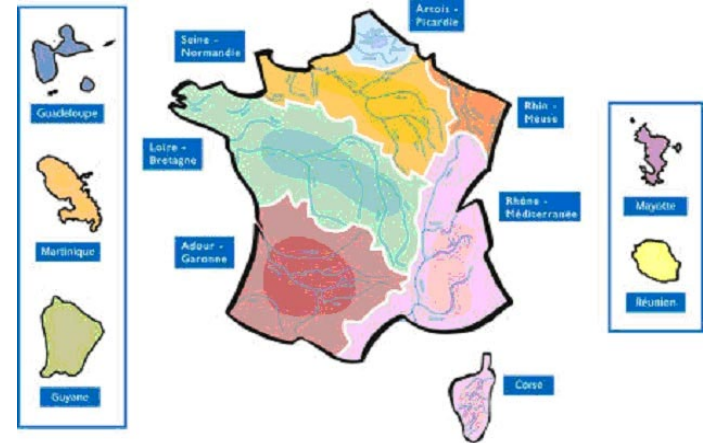 Artois -
Picardie
Seine -
Normandie
Guadeloupe
Rhin -
Meuse
Loire -
Bretagne
Rhône -
Méditerranée
Mayotte
Martinique
Adour -
Garonne
Réunion
Guyane
Corse